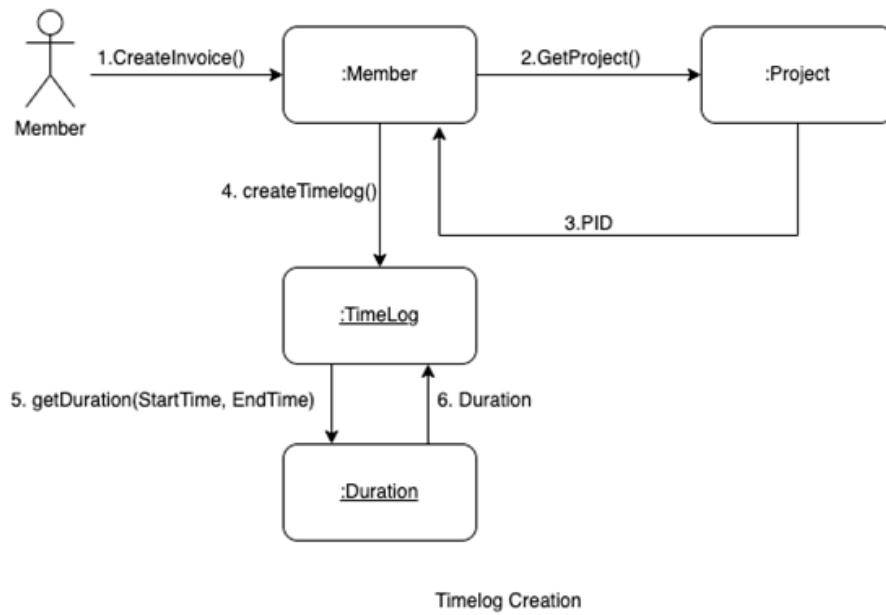 1.CreateInvoice()
:Member
2.GetProject()
:Project
Member
4. createTimelog()
3.PID
:TimeLog
5. getDuration(StartTime, EndTime)
6. Duration
:Duration
Timelog Creation